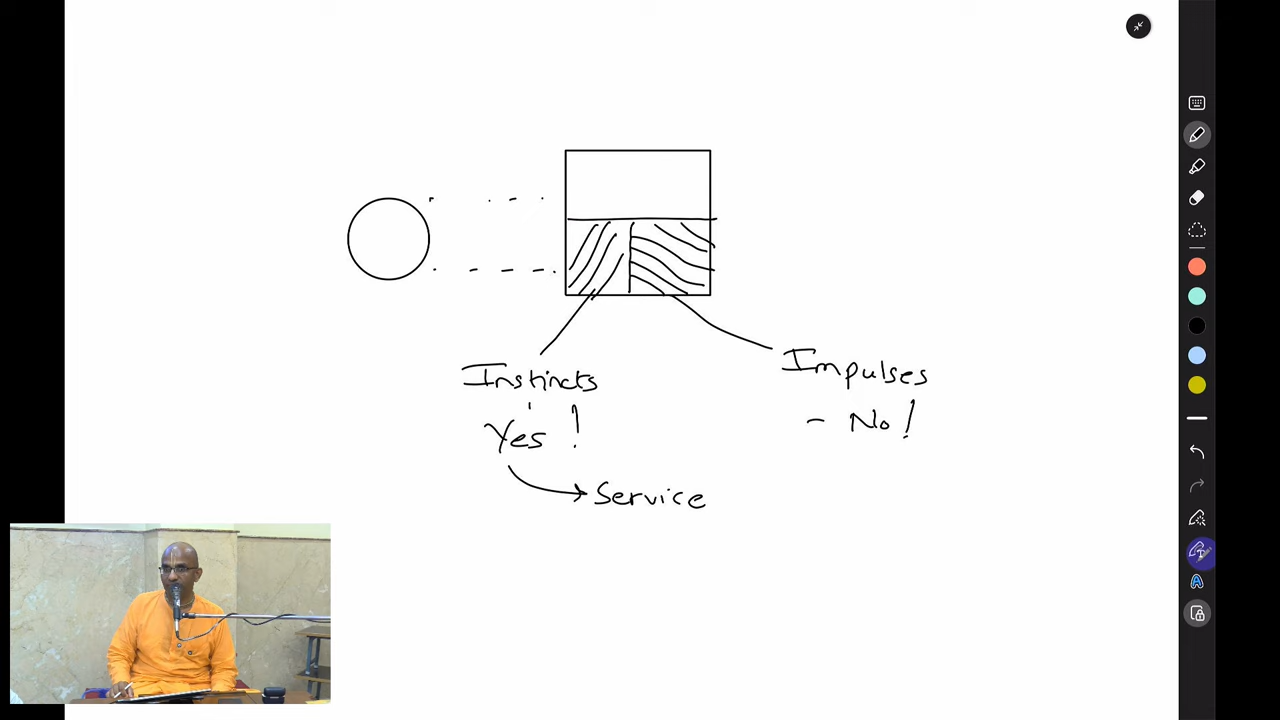 Instincts
Impulses
Yes !
- No !
Service